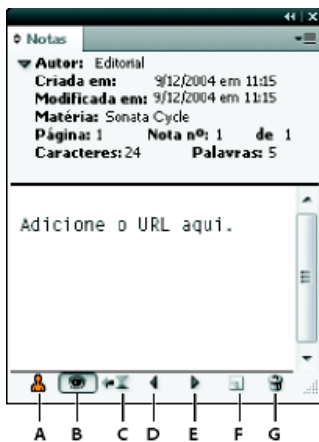 Notas
Autor: Editorial
Criada em: 9/12/2004 em 11:15
Modificada em: 9/12/2004 em 11:15
Matéria: Sonata Cycle
Página: 1 Nota nº: 1 de 1
Caracteres: 24 Palavras: 5
Adicione o URL aqui.
A B C D E F G